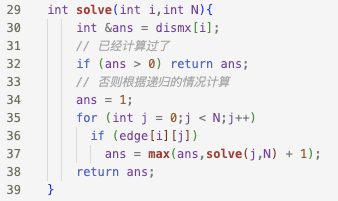 29 int solve(int i,int N){
30 int &ans = dismx[i];
31 // 已经计算过了
32 if (ans > 0) return ans;
33 // 否则根据递归的情况计算
34 ans = 1;
35 for (int j = 0;j < N;j++)
36 if (edge[i][j])
37 ans = max(ans,solve(j,N) + 1);
38 return ans;
39 }